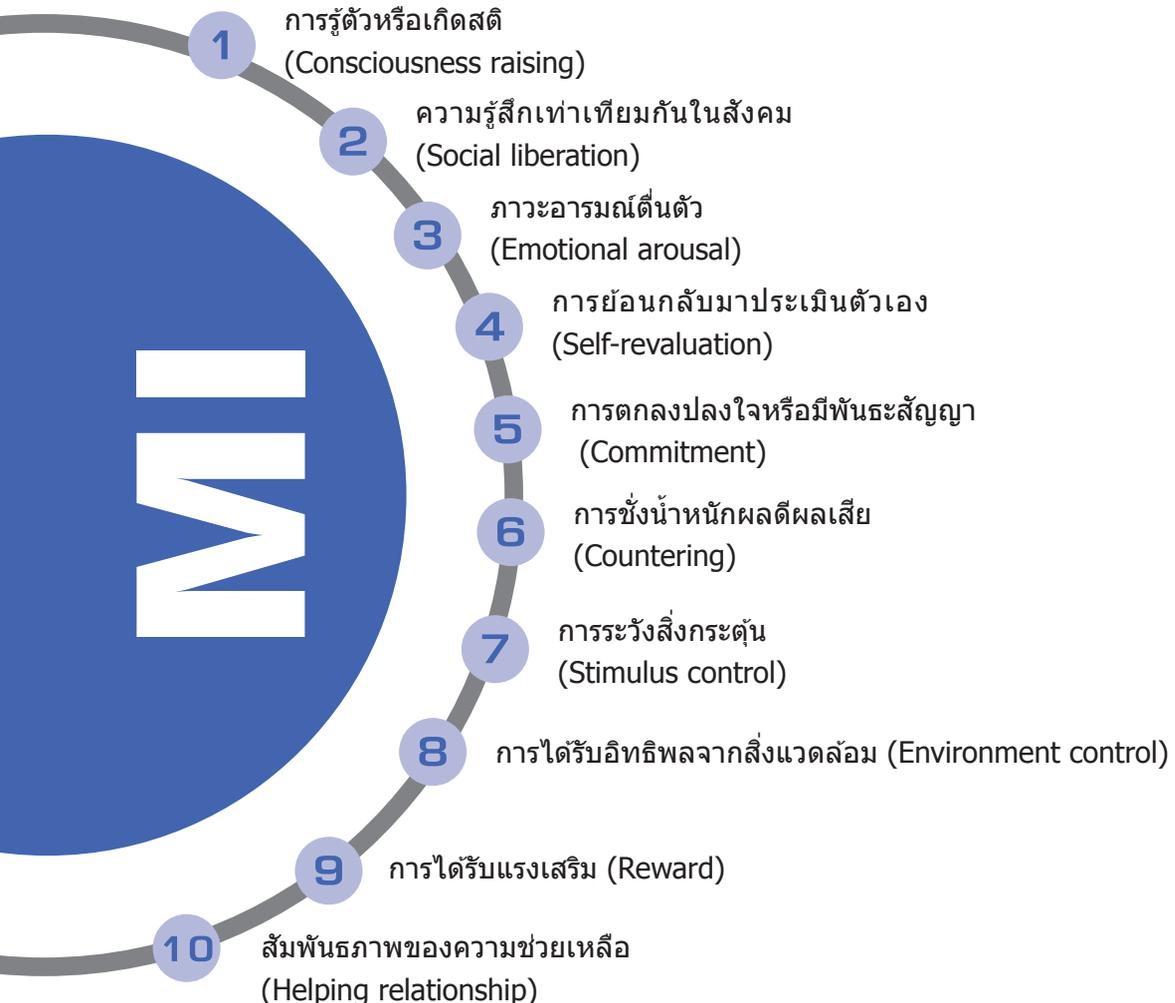 MI
1
การรู้ตัวหรือเกิดสติ
(Consciousness raising)
2
ความรู้สึกเท่าเทียมกันในสังคม
(Social liberation)
3
ภาวะอารมณ์ตื่นตัว
(Emotional arousal)
4
การย้อนกลับมาประเมินตัวเอง
(Self-revaluation)
5
การตกลงปลงใจหรือมีพันธะสัญญา
(Commitment)
6
การชั่งน้ำหนักผลดีผลเสีย
(Countering)
7
การระวังสิ่งกระตุ้น
(Stimulus control)
8
การได้รับอิทธิพลจากสิ่งแวดล้อม (Environment control)
9
การได้รับแรงเสริม (Reward)
10
สัมพันธภาพของความช่วยเหลือ
(Helping relationship)